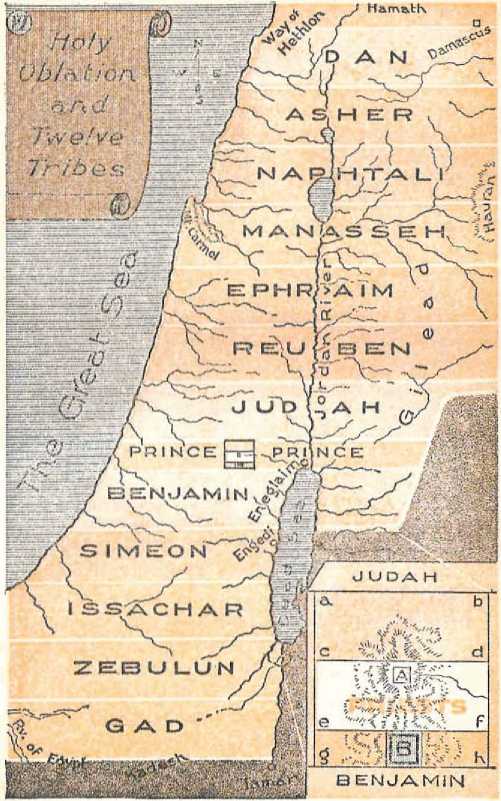 Holy
Oblation
and
Twelve
Tribes
N
W E
S
Way of
Hethlon
Hamath
Damascus
DAN
ASHER
NAPHTALI
Hauran
MANASSEH
Mt. Carmel
EPHRAIM
Jordan River
Gilead
REUBEN
The Great Sea
JUDAH
PRINCE PRINCE
BENJAMIN
Eneglaim
Engedi
Sea
SIMEON
ISSACHAR
ZEBULUN
GAD
Riv. of Egypt
Kadesh
Tamar
JUDAH
a b
c d
A
e f
B
g h
BENJAMIN